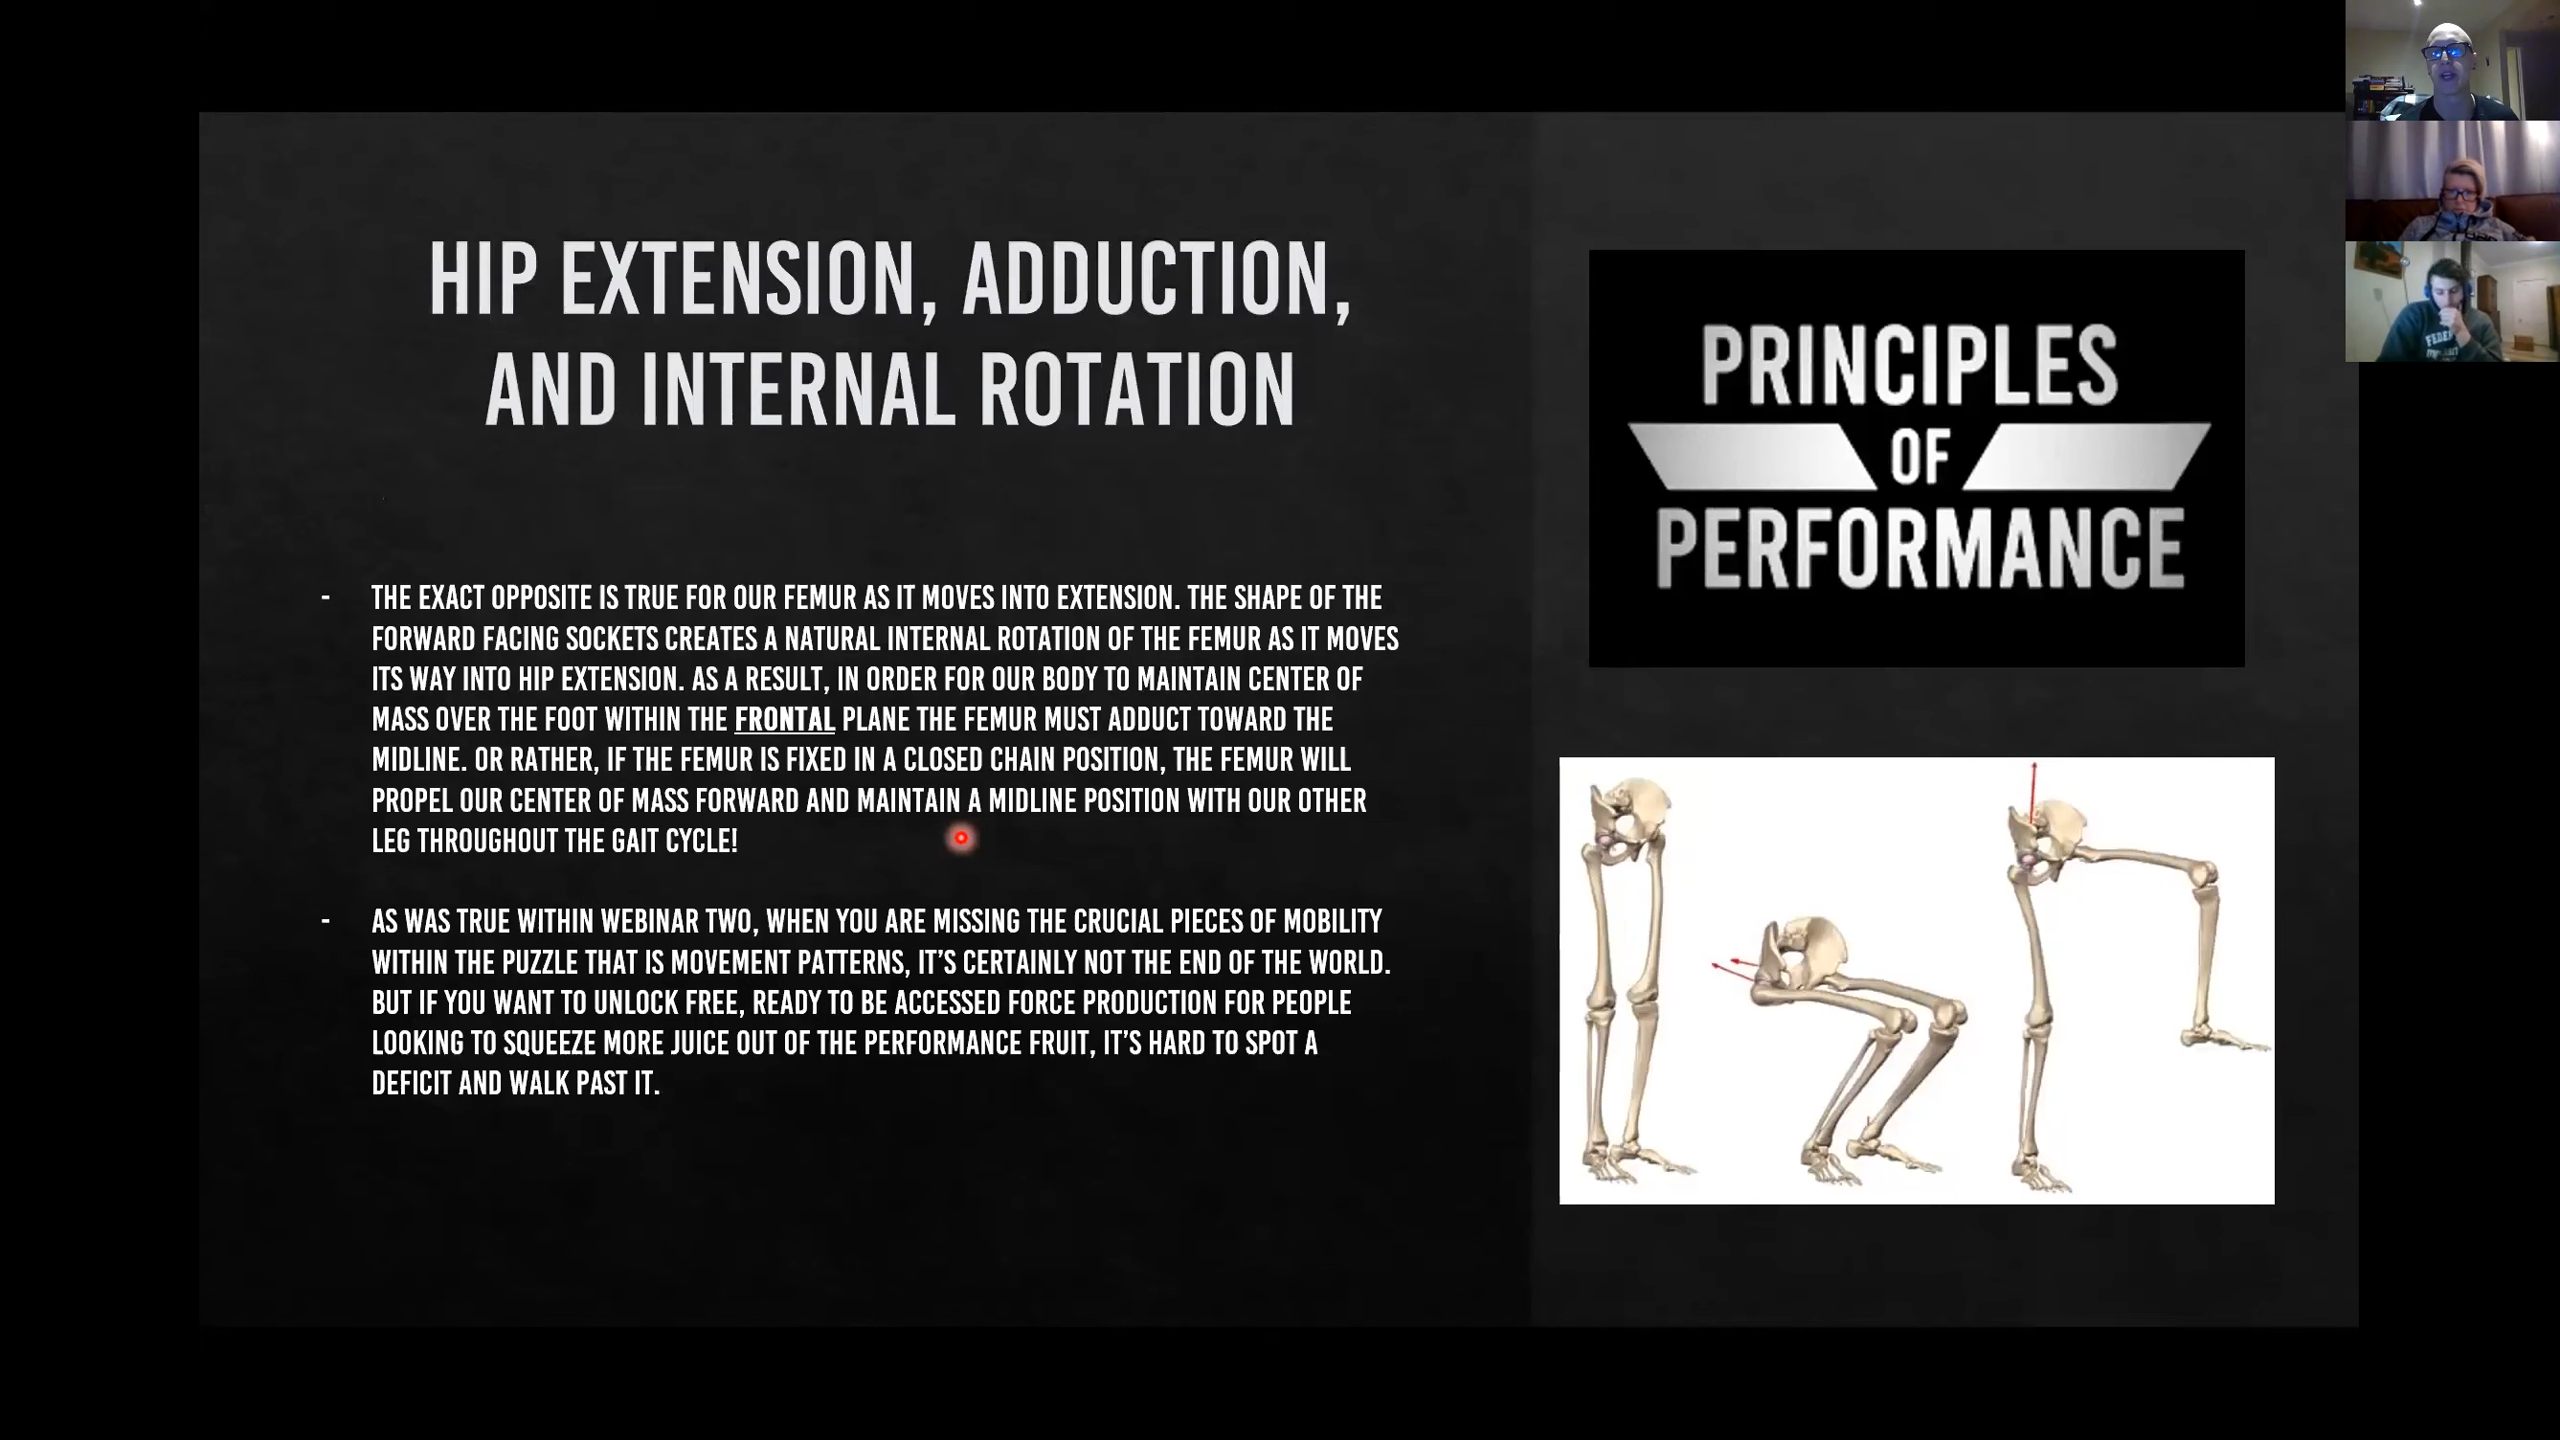 HIP EXTENSION, ADDUCTION,
AND INTERNAL ROTATION
- THE EXACT OPPOSITE IS TRUE FOR OUR FEMUR AS IT MOVES INTO EXTENSION. THE SHAPE OF THE
FORWARD FACING SOCKETS CREATES A NATURAL INTERNAL ROTATION OF THE FEMUR AS IT MOVES
ITS WAY INTO HIP EXTENSION. AS A RESULT, IN ORDER FOR OUR BODY TO MAINTAIN CENTER OF
MASS OVER THE FOOT WITHIN THE FRONTAL PLANE THE FEMUR MUST ADDUCT TOWARD THE
MIDLINE. OR RATHER, IF THE FEMUR IS FIXED IN A CLOSED CHAIN POSITION, THE FEMUR WILL
PROPEL OUR CENTER OF MASS FORWARD AND MAINTAIN A MIDLINE POSITION WITH OUR OTHER
LEG THROUGHOUT THE GAIT CYCLE!
- AS WAS TRUE WITHIN WEBINAR TWO, WHEN YOU ARE MISSING THE CRUCIAL PIECES OF MOBILITY
WITHIN THE PUZZLE THAT IS MOVEMENT PATTERNS, IT'S CERTAINLY NOT THE END OF THE WORLD.
BUT IF YOU WANT TO UNLOCK FREE, READY TO BE ACCESSED FORCE PRODUCTION FOR PEOPLE
LOOKING TO SQUEEZE MORE JUICE OUT OF THE PERFORMANCE FRUIT, IT'S HARD TO SPOT A
DEFICIT AND WALK PAST IT.
PRINCIPLES
OF
PERFORMANCE